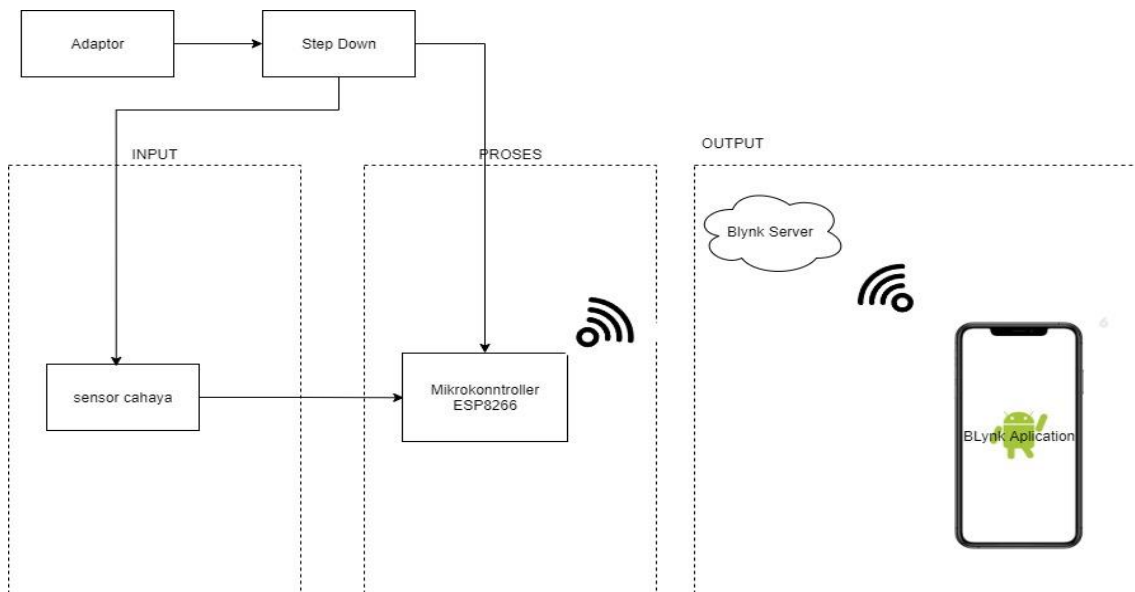 Adaptor
Step Down
INPUT
PROSES
OUTPUT
Blynk Server
sensor cahaya
Mikrokonntroller
ESP8266
BLynk Aplication